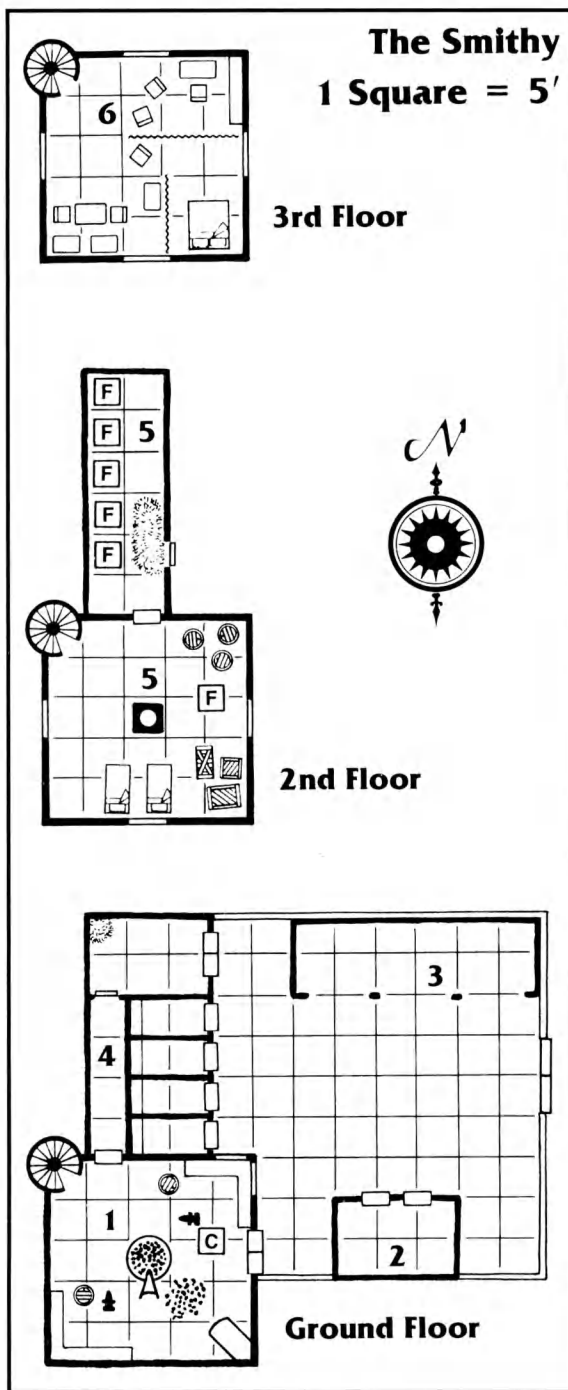 The Smithy
1 Square = 5'
6
3rd Floor
F
F 5
F
F
F
N
5
F
2nd Floor
3
4
1
C
2
Ground Floor